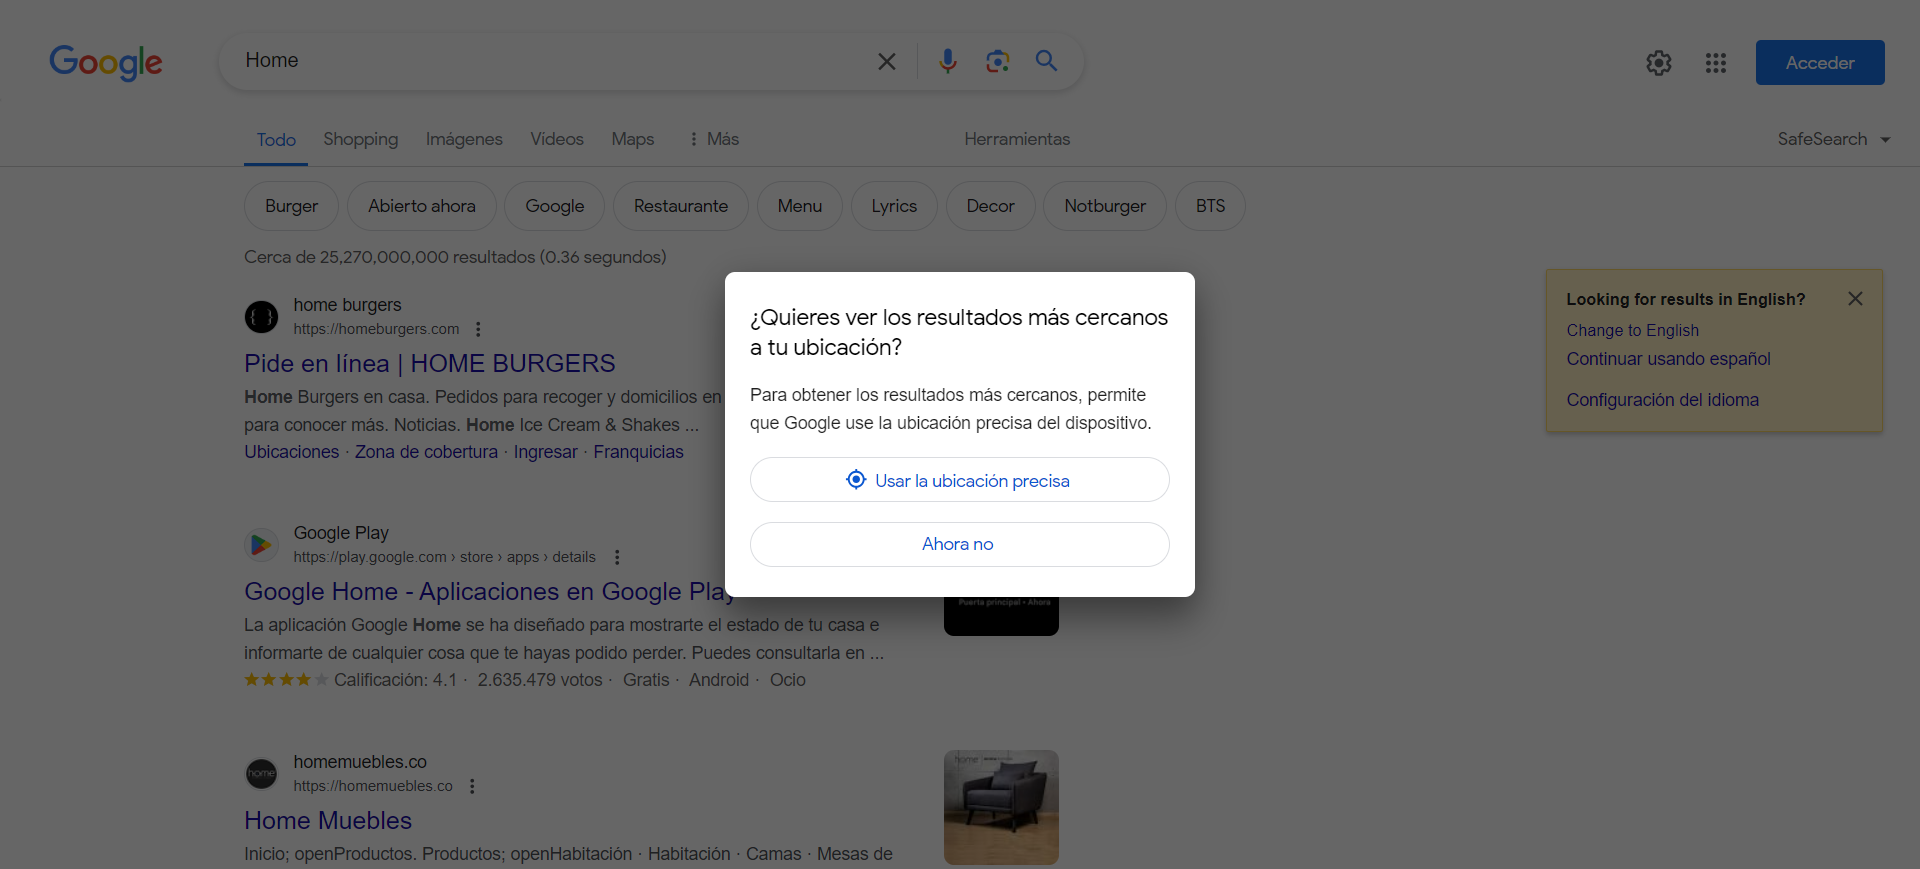 Google
Home
Acceder
Todo
Shopping
Imágenes
Videos
Maps
Más
Herramientas
SafeSearch
Burger
Abierto ahora
Google
Restaurante
Menu
Lyrics
Decor
Notburger
BTS
Cerca de 25,270,000,000 resultados (0.36 segundos)
home burgers
https://homeburgers.com
Pide en línea | HOME BURGERS
Home Burgers en casa. Pedidos para recoger y domicilios en
para conocer más. Noticias. Home Ice Cream & Shakes ...
Ubicaciones · Zona de cobertura · Ingresar · Franquicias
¿Quieres ver los resultados más cercanos
a tu ubicación?
Para obtener los resultados más cercanos, permite
que Google use la ubicación precisa del dispositivo.
Usar la ubicación precisa
Ahora no
Looking for results in English?
Change to English
Continuar usando español
Configuración del idioma
Google Play
https://play.google.com › store › apps › details
Google Home - Aplicaciones en Google Play
La aplicación Google Home se ha diseñado para mostrarte el estado de tu casa e
informarte de cualquier cosa que te hayas podido perder. Puedes consultarla en ...
Calificación: 4.1 · 2.635.479 votos · Gratis · Android · Ocio
Puerta principal • Ahora
home
homemuebles.co
https://homemuebles.co
Home Muebles
Inicio; openProductos. Productos; openHabitación · Habitación · Camas · Mesas de
home